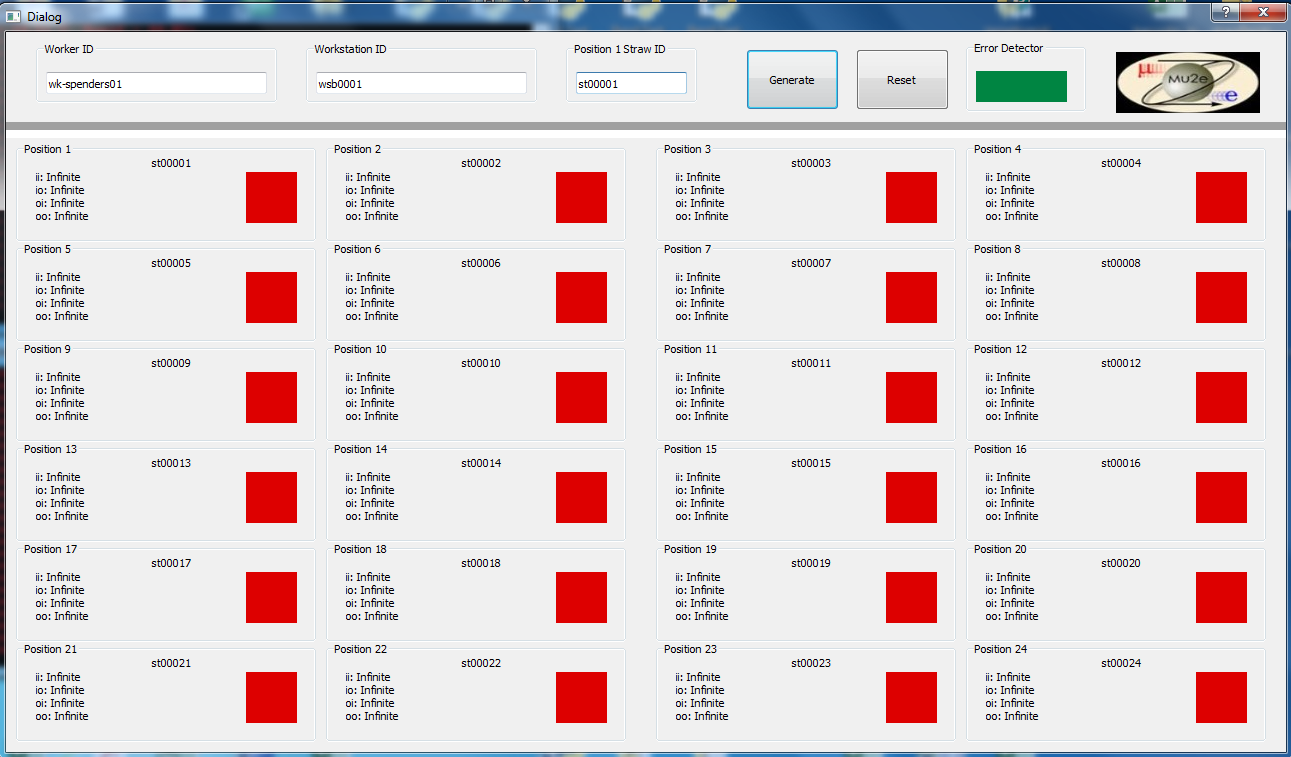 Dialog
Worker ID
Workstation ID
Position 1 Straw ID
Error Detector
wk-spenders01
wsb0001
st00001
Generate
Reset
μ
Mu2e
e
Position 1
st00001
ii: Infinite
io: Infinite
oi: Infinite
oo: Infinite
Position 2
st00002
ii: Infinite
io: Infinite
oi: Infinite
oo: Infinite
Position 3
st00003
ii: Infinite
io: Infinite
oi: Infinite
oo: Infinite
Position 4
st00004
ii: Infinite
io: Infinite
oi: Infinite
oo: Infinite
Position 5
st00005
ii: Infinite
io: Infinite
oi: Infinite
oo: Infinite
Position 6
st00006
ii: Infinite
io: Infinite
oi: Infinite
oo: Infinite
Position 7
st00007
ii: Infinite
io: Infinite
oi: Infinite
oo: Infinite
Position 8
st00008
ii: Infinite
io: Infinite
oi: Infinite
oo: Infinite
Position 9
st00009
ii: Infinite
io: Infinite
oi: Infinite
oo: Infinite
Position 10
st00010
ii: Infinite
io: Infinite
oi: Infinite
oo: Infinite
Position 11
st00011
ii: Infinite
io: Infinite
oi: Infinite
oo: Infinite
Position 12
st00012
ii: Infinite
io: Infinite
oi: Infinite
oo: Infinite
Position 13
st00013
ii: Infinite
io: Infinite
oi: Infinite
oo: Infinite
Position 14
st00014
ii: Infinite
io: Infinite
oi: Infinite
oo: Infinite
Position 15
st00015
ii: Infinite
io: Infinite
oi: Infinite
oo: Infinite
Position 16
st00016
ii: Infinite
io: Infinite
oi: Infinite
oo: Infinite
Position 17
st00017
ii: Infinite
io: Infinite
oi: Infinite
oo: Infinite
Position 18
st00018
ii: Infinite
io: Infinite
oi: Infinite
oo: Infinite
Position 19
st00019
ii: Infinite
io: Infinite
oi: Infinite
oo: Infinite
Position 20
st00020
ii: Infinite
io: Infinite
oi: Infinite
oo: Infinite
Position 21
st00021
ii: Infinite
io: Infinite
oi: Infinite
oo: Infinite
Position 22
st00022
ii: Infinite
io: Infinite
oi: Infinite
oo: Infinite
Position 23
st00023
ii: Infinite
io: Infinite
oi: Infinite
oo: Infinite
Position 24
st00024
ii: Infinite
io: Infinite
oi: Infinite
oo: Infinite